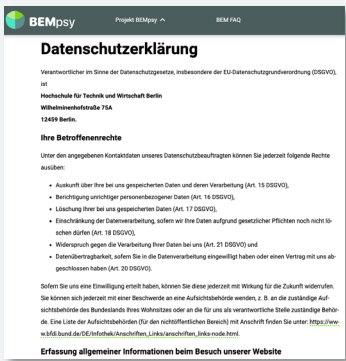 BEMpsy
Projekt BEMpsy
BEM FAQ
Datenschutzerklärung
Verantwortlicher im Sinne der Datenschutzgesetze, insbesondere der EU-Datenschutzgrundverordnung (DSGVO),
ist
Hochschule für Technik und Wirtschaft Berlin
Wilhelminenhofstraße 75A
12459 Berlin.
Ihre Betroffenenrechte
Unter den angegebenen Kontaktdaten unseres Datenschutzbeauftragten können Sie jederzeit folgende Rechte
ausüben:
• Auskunft über Ihre bei uns gespeicherten Daten und deren Verarbeitung (Art. 15 DSGVO),
• Berichtigung unrichtiger personenbezogener Daten (Art. 16 DSGVO),
• Löschung Ihrer bei uns gespeicherten Daten (Art. 17 DSGVO),
• Einschränkung der Datenverarbeitung, sofern wir Ihre Daten aufgrund gesetzlicher Pflichten noch nicht lö-
schen dürfen (Art. 18 DSGVO),
• Widerspruch gegen die Verarbeitung Ihrer Daten bei uns (Art. 21 DSGVO) und
• Datenübertragbarkeit, sofern Sie in die Datenverarbeitung eingewilligt haben oder einen Vertrag mit uns ab-
geschlossen haben (Art. 20 DSGVO).
Sofern Sie uns eine Einwilligung erteilt haben, können Sie diese jederzeit mit Wirkung für die Zukunft widerrufen.
Sie können sich jederzeit mit einer Beschwerde an eine Aufsichtsbehörde wenden, z. B. an die zuständige Auf-
sichtsbehörde des Bundeslands Ihres Wohnsitzes oder an die für uns als verantwortliche Stelle zuständige Behör-
de. Eine Liste der Aufsichtsbehörden (für den nichtöffentlichen Bereich) mit Anschrift finden Sie unter: https://ww-
w.bfdi.bund.de/DE/Infothek/Anschriften_Links/anschriften_links-node.html.
Erfassung allgemeiner Informationen beim Besuch unserer Website